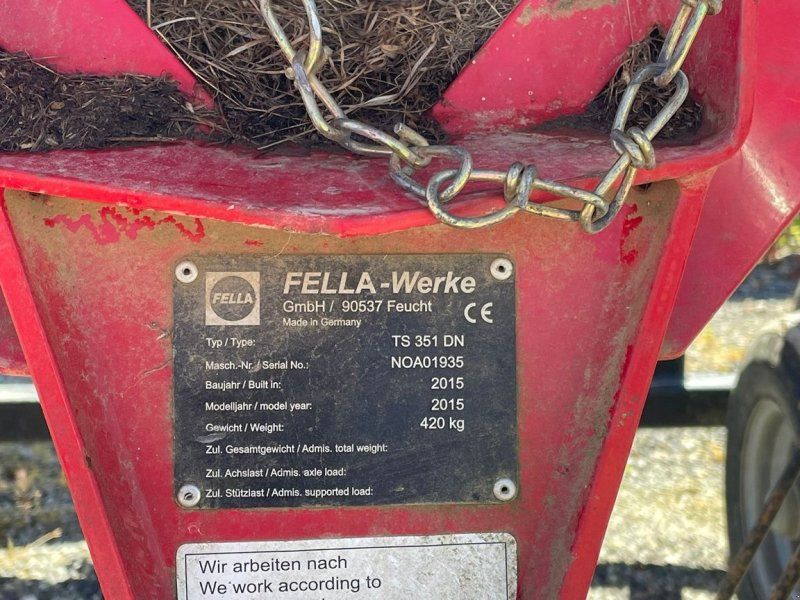 FELLA
FELLA-Werke
GmbH / 90537 Feucht
Made in Germany
CE
Typ / Type: TS 351 DN
Masch.-Nr. / Serial No.: NOA01935
Baujahr / Built in: 2015
Modelljahr / model year: 2015
Gewicht / Weight: 420 kg
Zul. Gesamtgewicht / Admis. total weight:
Zul. Achslast / Admis. axle load:
Zul. Stützlast / Admis. supported load:
Wir arbeiten nach
We work according to